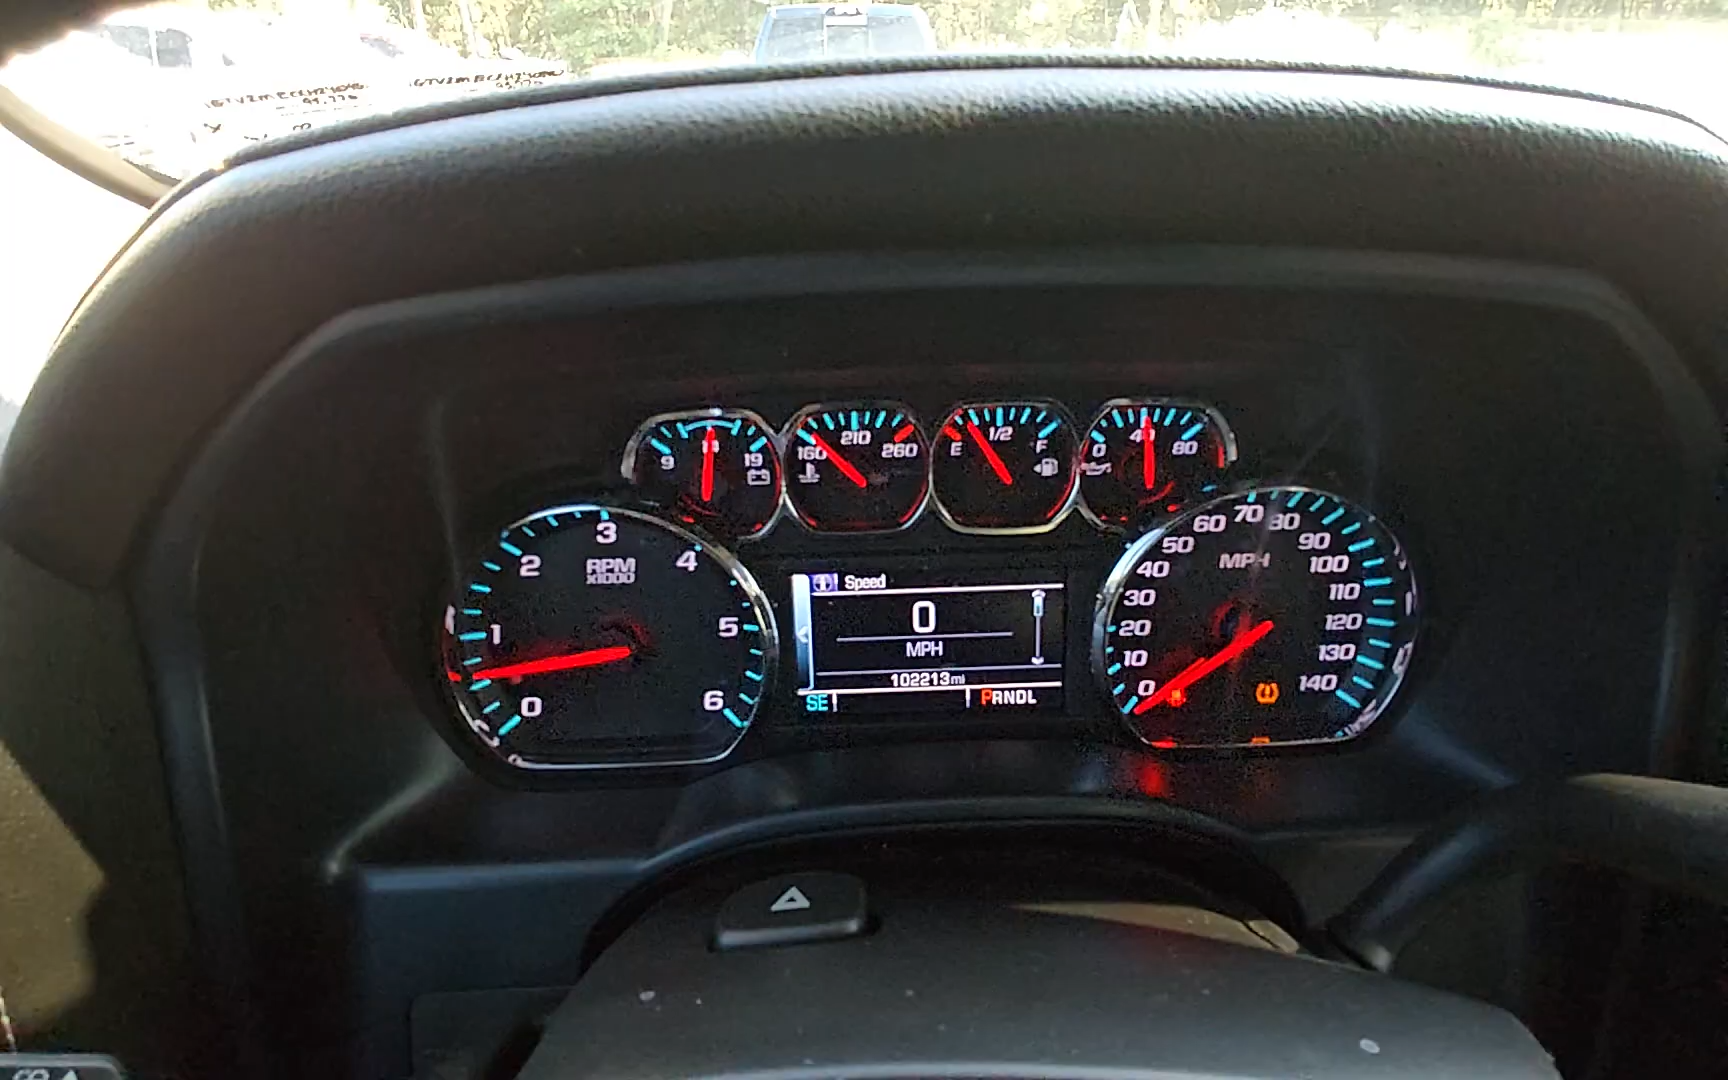 9 14 19
160 210 260
E 1/2 F
0 40 80
0 1 2 3 4 5 6
RPM
X1000
Speed
0
MPH
102213mi
SE
PRNDL
0 10 20 30 40 50 60 70 80 90 100 110 120 130 140
MPH